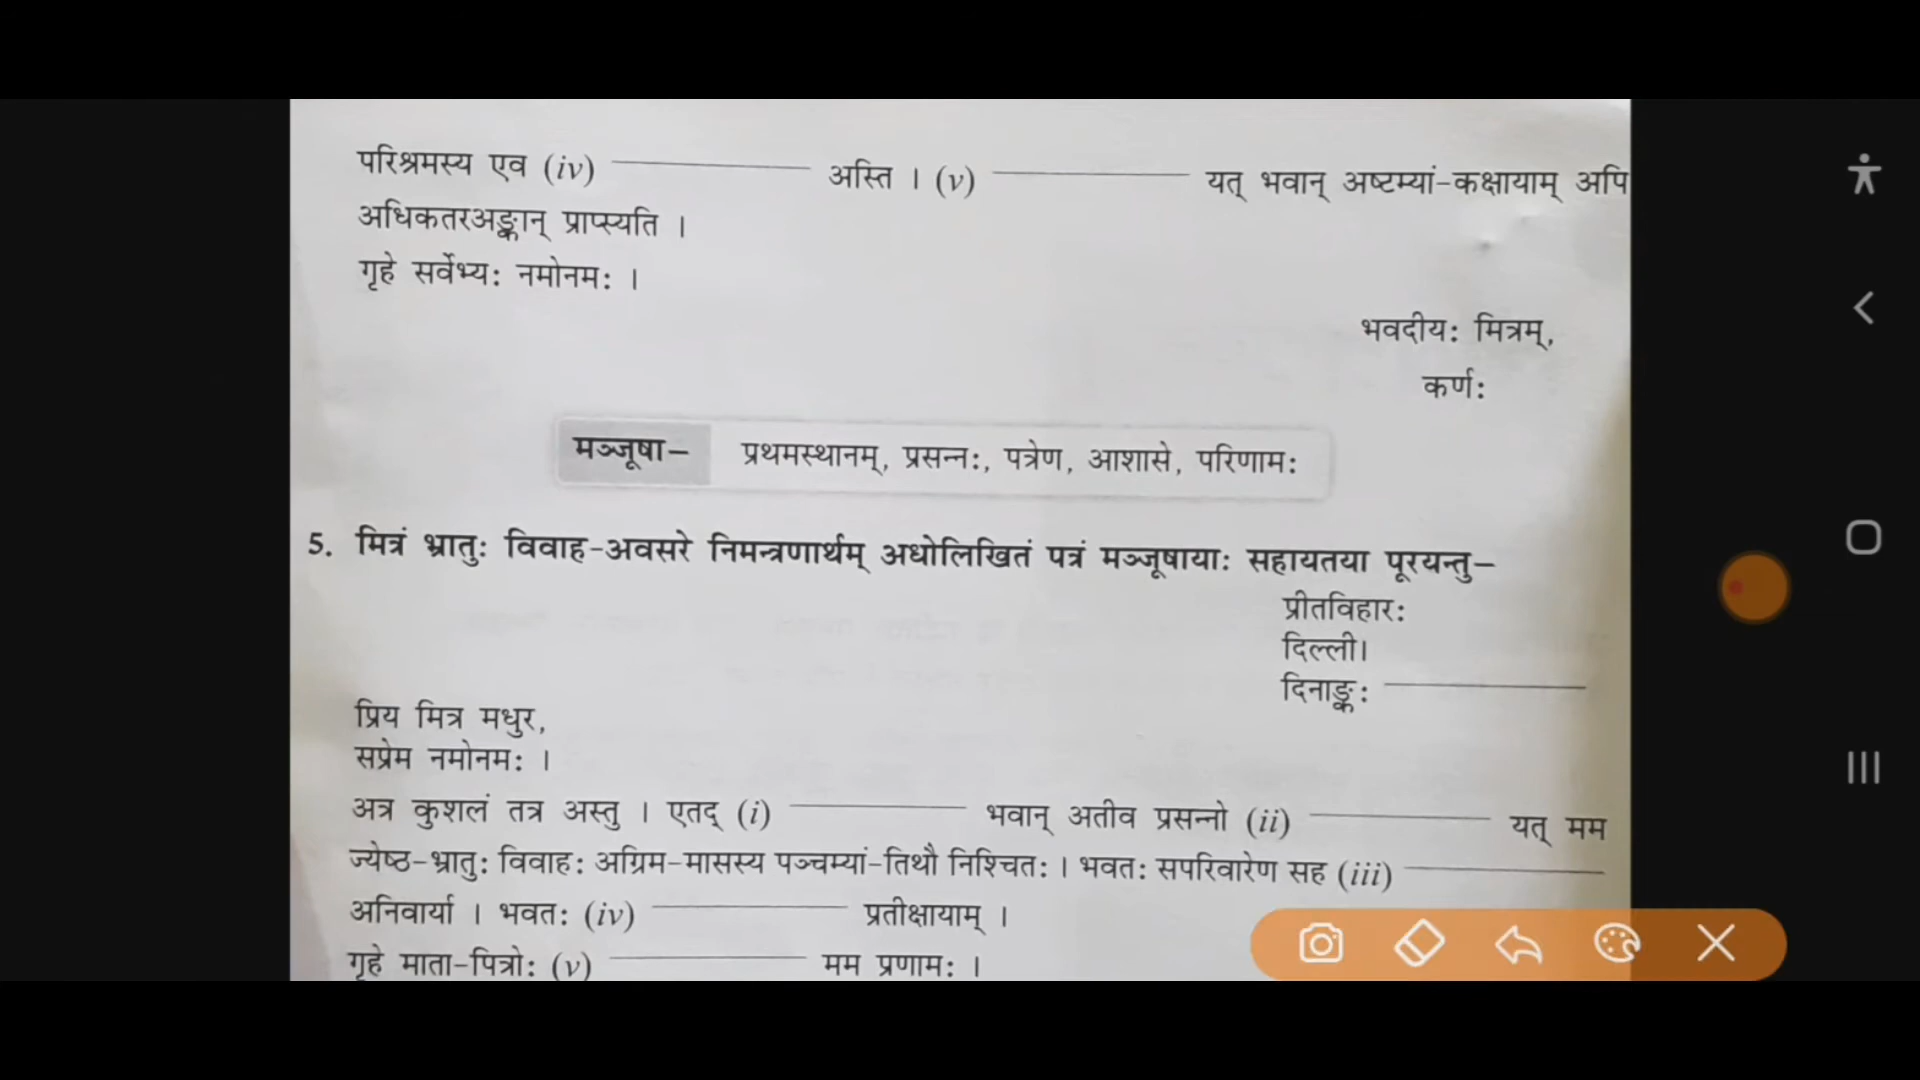 परिश्रमस्य एव (iv) ———— अस्ति । (v) ———— यत् भवान् अष्टम्यां-कक्षायाम् अपि
अधिकतरअङ्कान् प्राप्स्यति ।
गृहे सर्वेभ्यः नमोनमः ।
भवदीयः मित्रम्,
कर्णः
मञ्जूषा— प्रथमस्थानम्, प्रसन्नः, पत्रेण, आशासे, परिणामः
5. मित्रं भ्रातुः विवाह-अवसरे निमन्त्रणार्थम् अधोलिखितं पत्रं मञ्जूषायाः सहायतया पूरयन्तु—
प्रीतविहारः
दिल्ली।
दिनाङ्कः ————
प्रिय मित्र मधुर,
सप्रेम नमोनमः ।
अत्र कुशलं तत्र अस्तु । एतद् (i) ———— भवान् अतीव प्रसन्नो (ii) ———— यत् मम
ज्येष्ठ-भ्रातुः विवाहः अग्रिम-मासस्य पञ्चम्यां-तिथौ निश्चितः । भवतः सपरिवारेण सह (iii) ————
अनिवार्या । भवतः (iv) ———— प्रतीक्षायाम् ।
गृहे माता-पित्रोः (v) ———— मम प्रणामः ।